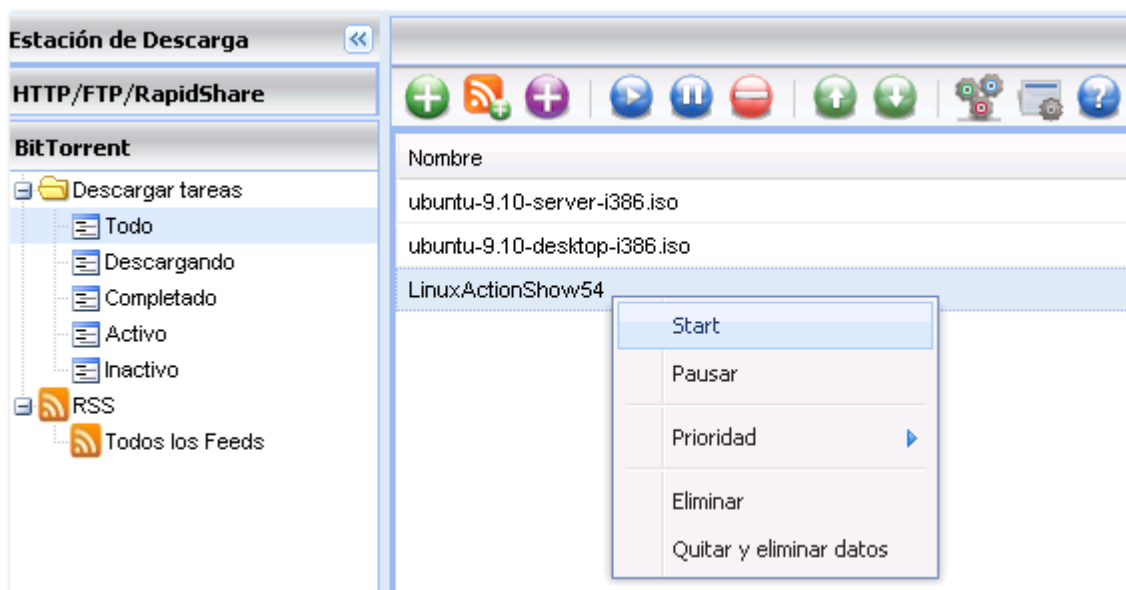 Estación de Descarga
HTTP/FTP/RapidShare
BitTorrent
Descargar tareas
Todo
Descargando
Completado
Activo
Inactivo
RSS
Todos los Feeds
Nombre
ubuntu-9.10-server-i386.iso
ubuntu-9.10-desktop-i386.iso
LinuxActionShow54
Start
Pausar
Prioridad
Eliminar
Quitar y eliminar datos